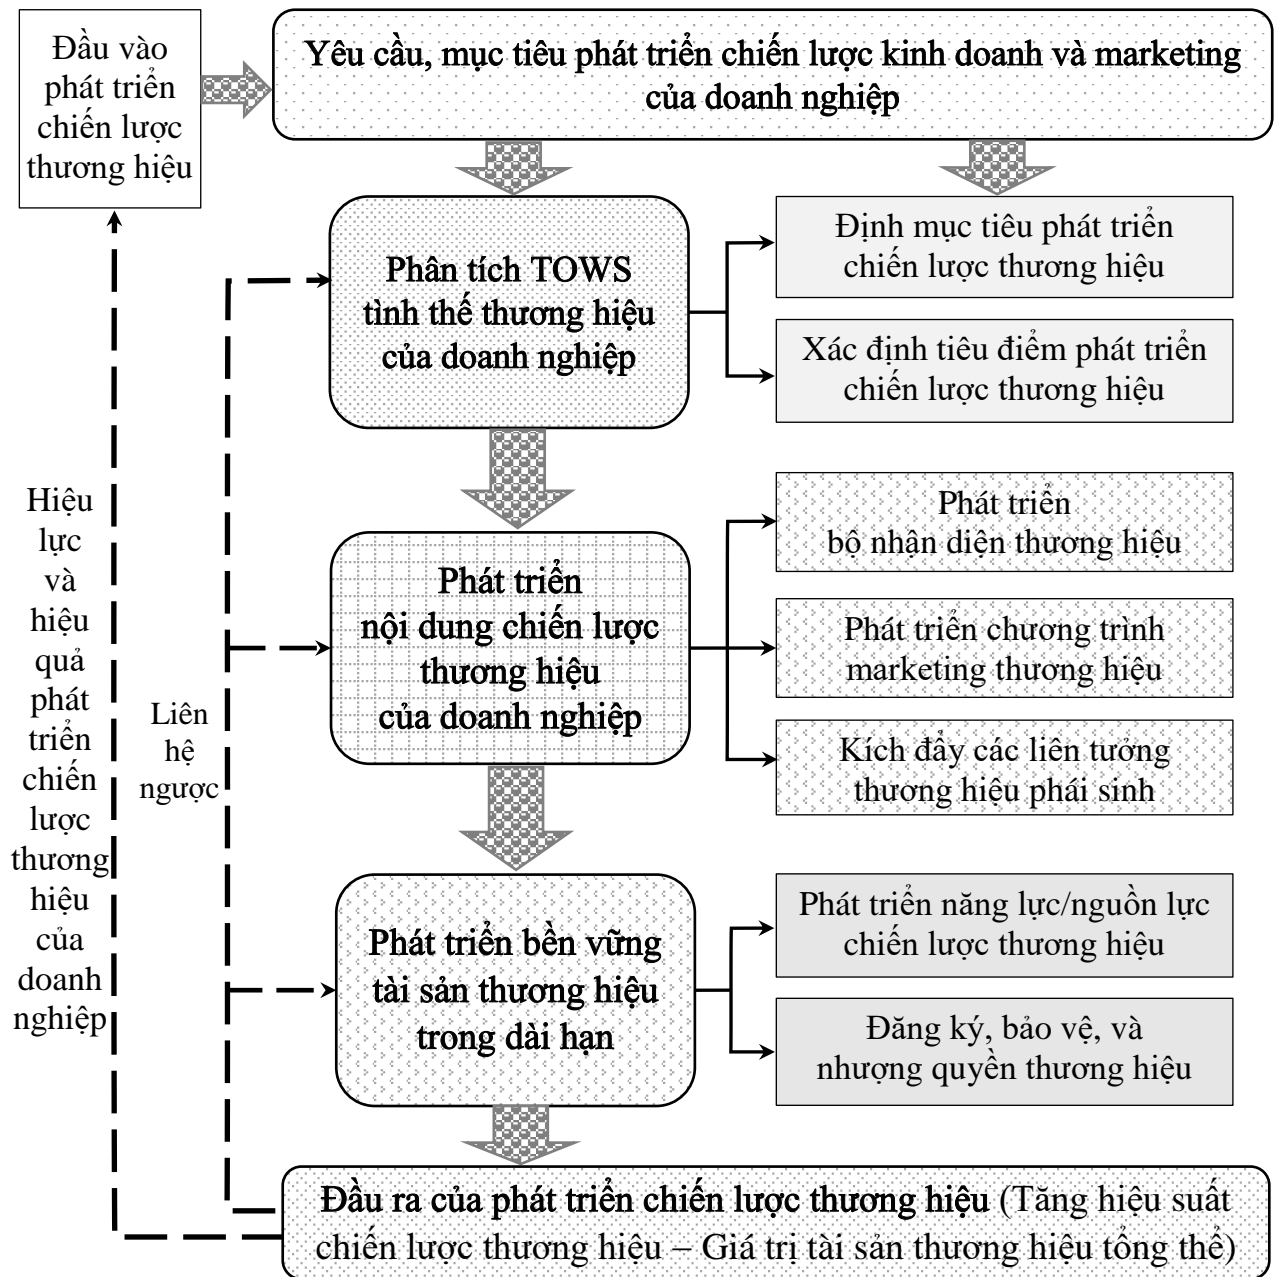 Đầu vào
phát triển
chiến lược
thương hiệu
Yêu cầu, mục tiêu phát triển chiến lược kinh doanh và marketing
của doanh nghiệp
Phân tích TOWS
tình thế thương hiệu
của doanh nghiệp
Định mục tiêu phát triển
chiến lược thương hiệu
Xác định tiêu điểm phát triển
chiến lược thương hiệu
Phát triển
nội dung chiến lược
thương hiệu
của doanh nghiệp
Phát triển
bộ nhận diện thương hiệu
Phát triển chương trình
marketing thương hiệu
Kích đẩy các liên tưởng
thương hiệu phái sinh
Phát triển bền vững
tài sản thương hiệu
trong dài hạn
Phát triển năng lực/nguồn lực
chiến lược thương hiệu
Đăng ký, bảo vệ, và
nhượng quyền thương hiệu
Hiệu
lực
và
hiệu
quả
phát
triển
chiến
lược
thương
hiệu
của
doanh
nghiệp
Liên
hệ
ngược
Đầu ra của phát triển chiến lược thương hiệu (Tăng hiệu suất
chiến lược thương hiệu – Giá trị tài sản thương hiệu tổng thể)